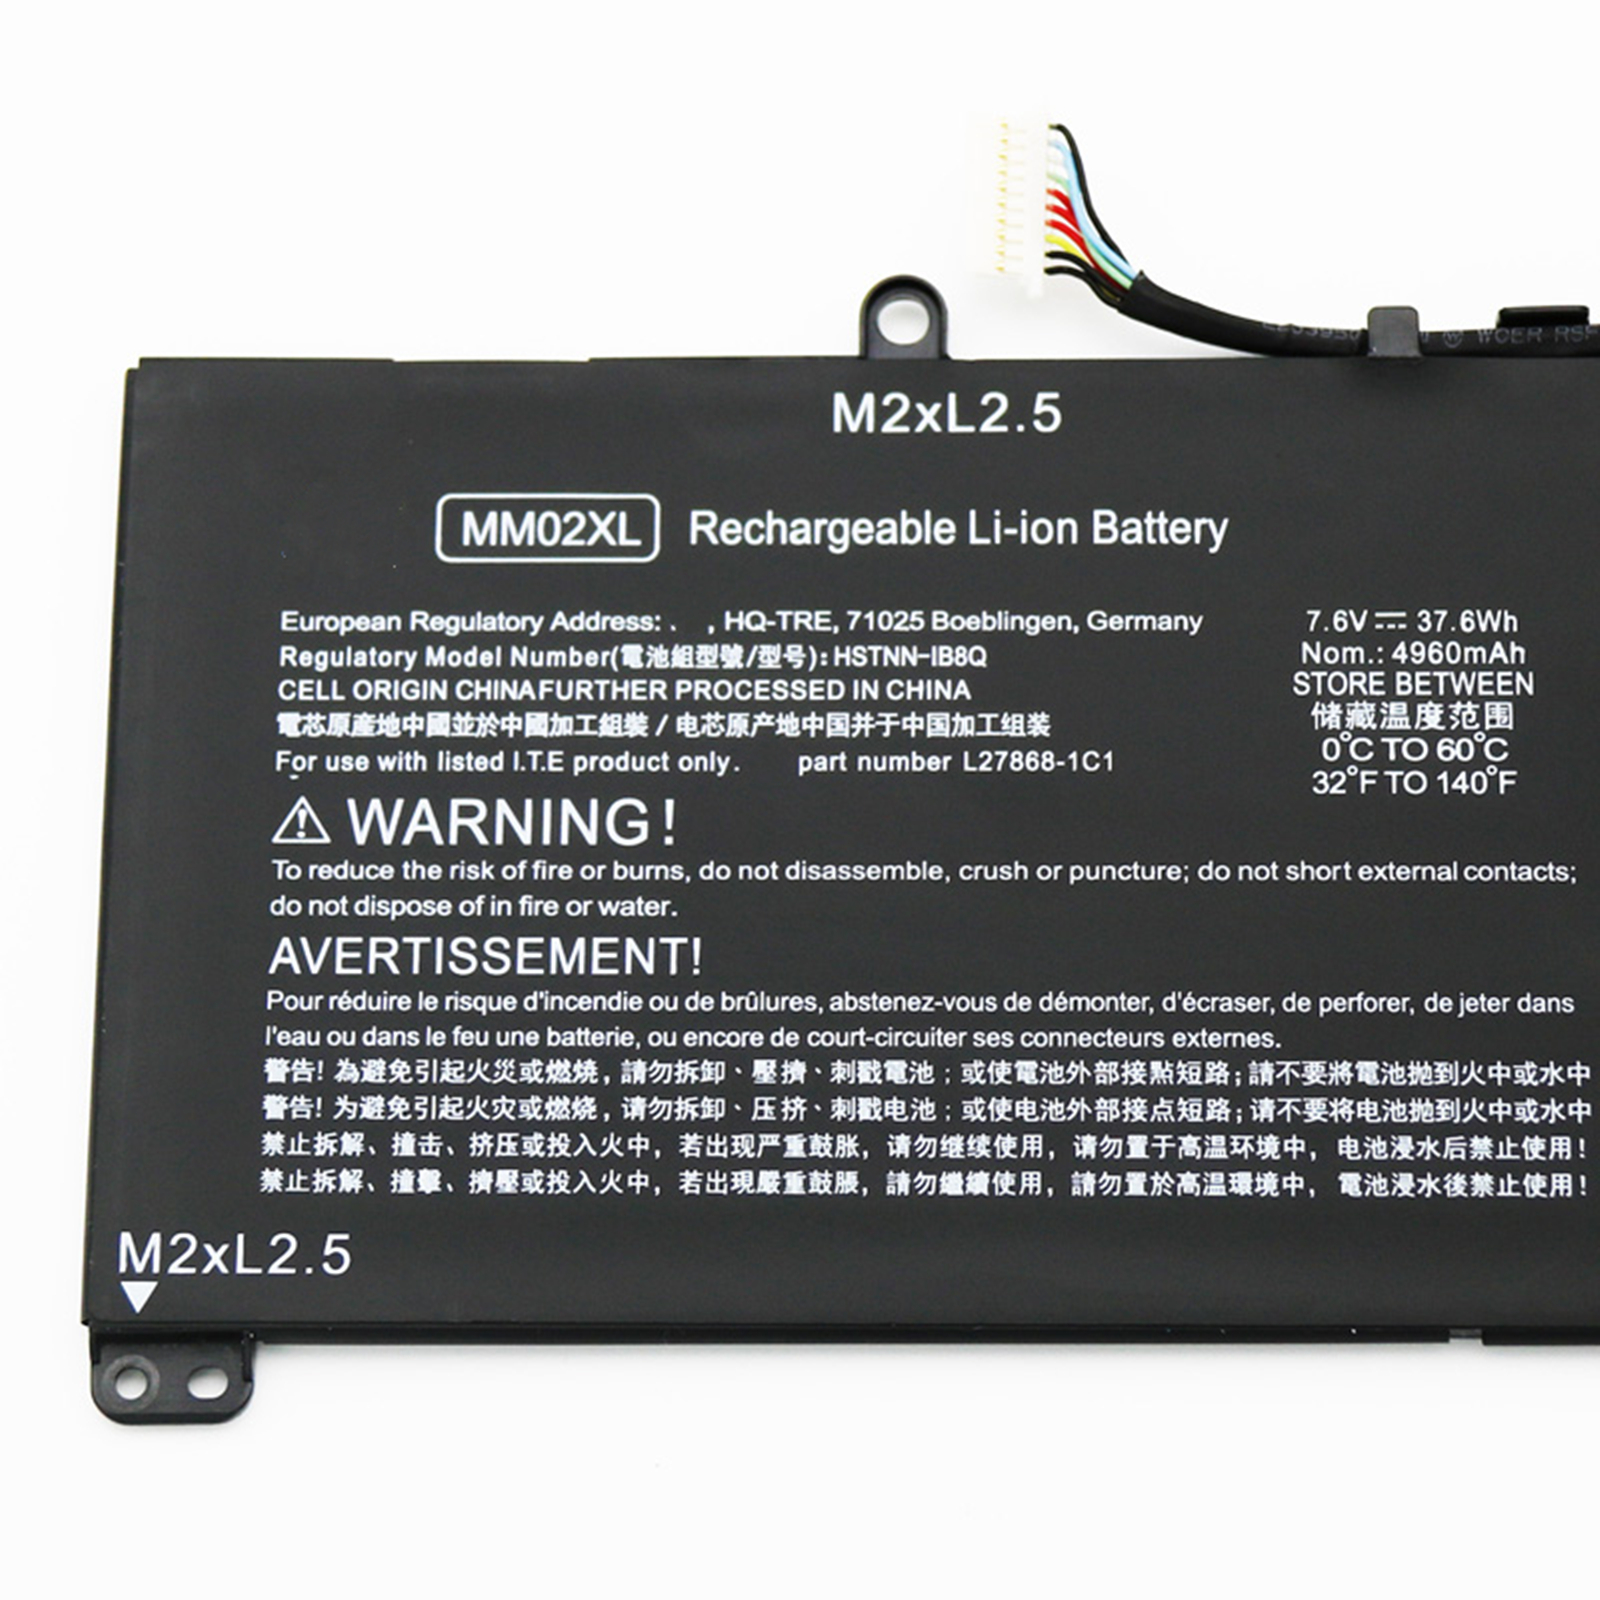 WCER RSF
M2xL2.5
MM02XL Rechargeable Li-ion Battery
European Regulatory Address: . , HQ-TRE, 71025 Boeblingen, Germany
Regulatory Model Number(電池組型號/型号): HSTNN-IB8Q
CELL ORIGIN CHINA FURTHER PROCESSED IN CHINA
電芯原產地中國並於中國加工組裝 / 电芯原产地中国并于中国加工组装
For use with listed I.T.E product only. part number L27868-1C1
7.6V⎓37.6Wh
Nom.: 4960mAh
STORE BETWEEN
储藏温度范围
0°C TO 60°C
32°F TO 140°F
⚠ WARNING!
To reduce the risk of fire or burns, do not disassemble, crush or puncture; do not short external contacts;
do not dispose of in fire or water.
AVERTISSEMENT!
Pour réduire le risque d'incendie ou de brûlures, abstenez-vous de démonter, d'écraser, de perforer, de jeter dans
l'eau ou dans le feu une batterie, ou encore de court-circuiter ses connecteurs externes.
警告! 為避免引起火災或燃燒，請勿拆卸、壓擠、刺戳電池；或使電池外部接點短路；請不要將電池拋到火中或水中
警告! 为避免引起火灾或燃烧，请勿拆卸、压挤、刺戳电池；或使电池外部接点短路；请不要将电池抛到火中或水中
禁止拆解、撞击、挤压或投入火中，若出现严重鼓胀，请勿继续使用，请勿置于高温环境中，电池浸水后禁止使用！
禁止拆解、撞擊、擠壓或投入火中，若出現嚴重鼓脹，請勿繼續使用，請勿置於高温環境中，電池浸水後禁止使用！
M2xL2.5